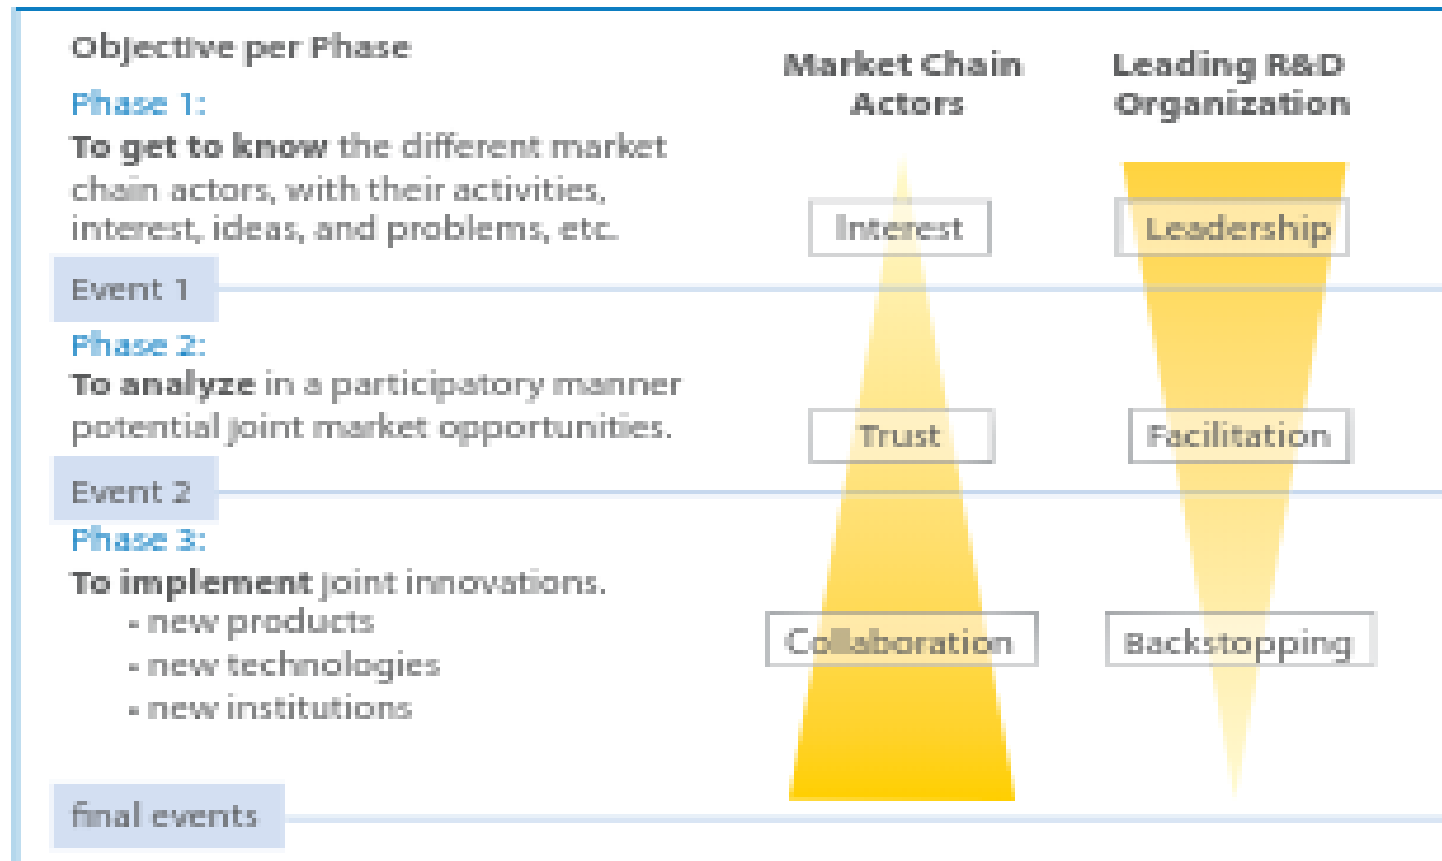 Objective per Phase
Phase 1:
To get to know the different market
chain actors, with their activities,
interest, ideas, and problems, etc.
Event 1
Phase 2:
To analyze in a participatory manner
potential joint market opportunities.
Event 2
Phase 3:
To implement joint innovations.
- new products
- new technologies
- new institutions
final events
Market Chain
Actors
Interest
Trust
Collaboration
Leading R&D
Organization
Leadership
Facilitation
Backstopping